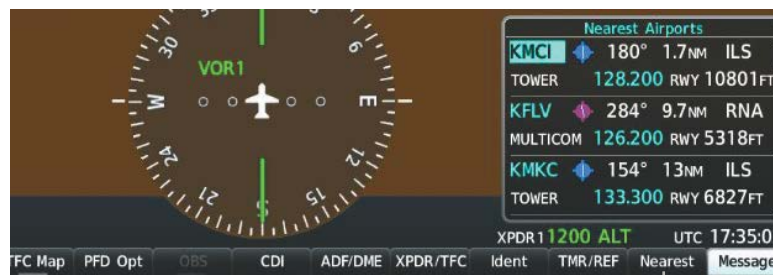 Nearest Airports
KMCI 180° 1.7NM ILS
TOWER 128.200 RWY 10801FT
KFLV 284° 9.7NM RNA
MULTICOM 126.200 RWY 5318FT
KMKC 154° 13NM ILS
TOWER 133.300 RWY 6827FT
VOR1
30
6
W
E
24
12
21
S
15
XPDR1 1200 ALT UTC 17:35:0
TFC Map PFD Opt OBS CDI ADF/DME XPDR/TFC Ident TMR/REF Nearest Message